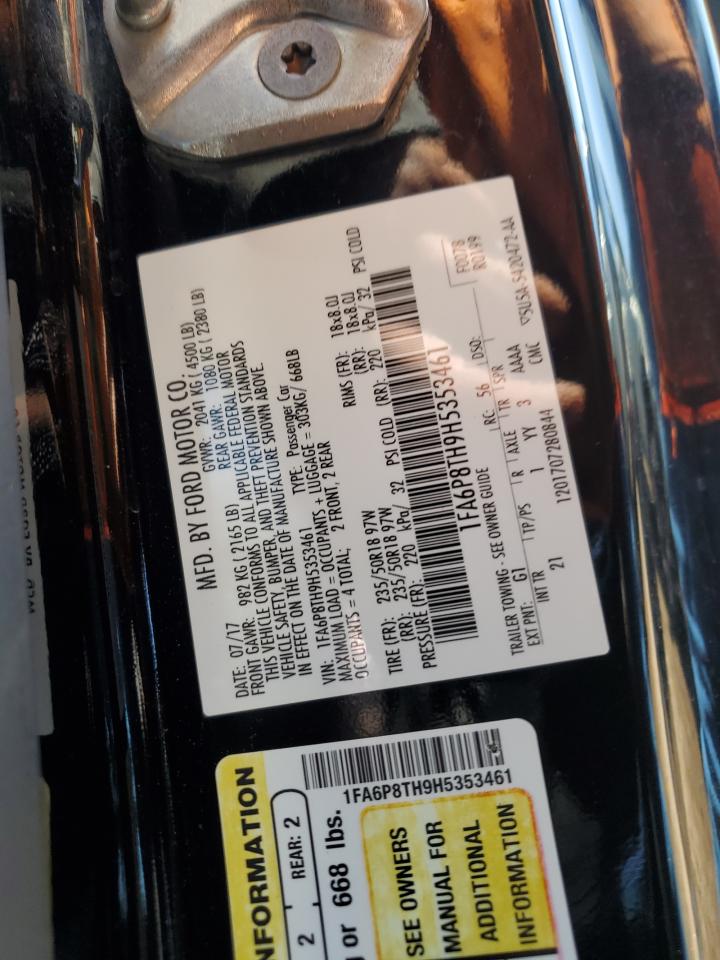 MFD. BY FORD MOTOR CO.
DATE: 07/17 GVWR: 2041 KG ( 4500 LB)
FRONT GAWR: 982 KG ( 2165 LB) REAR GAWR: 1080 KG ( 2380 LB)
THIS VEHICLE CONFORMS TO ALL APPLICABLE FEDERAL MOTOR
VEHICLE SAFETY, BUMPER, AND THEFT PREVENTION STANDARDS
IN EFFECT ON THE DATE OF MANUFACTURE SHOWN ABOVE.
VIN: 1FA6P8TH9H5353461 TYPE: Passenger Car
MAXIMUM LOAD = OCCUPANTS + LUGGAGE = 303KG/ 668LB
OCCUPANTS = 4 TOTAL; 2 FRONT, 2 REAR
TIRE (FR): 235/50R18 97W RIMS (FR): 18x8.0J
(RR): 235/50R18 97W (RR): 18x8.0J
PRESSURE (FR): 220 kPa/ 32 PSI COLD (RR): 220 kPa/ 32 PSI COLD
1FA6P8TH9H5353461
F0078
R0199
TRAILER TOWING - SEE OWNER GUIDE RC: 56 DSO:
EXT PNT: G1 TP/PS R AXLE TR SPR
INT TR 1 YY 3 AAAA
21 CMC
1201707280844 5U5A-5420472-AA
NFORMATION
2 REAR: 2
or 668 lbs.
1FA6P8TH9H5353461
SEE OWNERS
MANUAL FOR
ADDITIONAL
INFORMATION